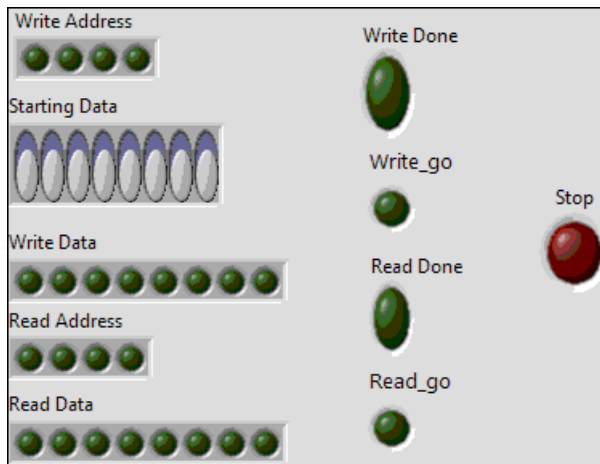 Write Address
Starting Data
Write Data
Read Address
Read Data
Write Done
Write_go
Read Done
Read_go
Stop